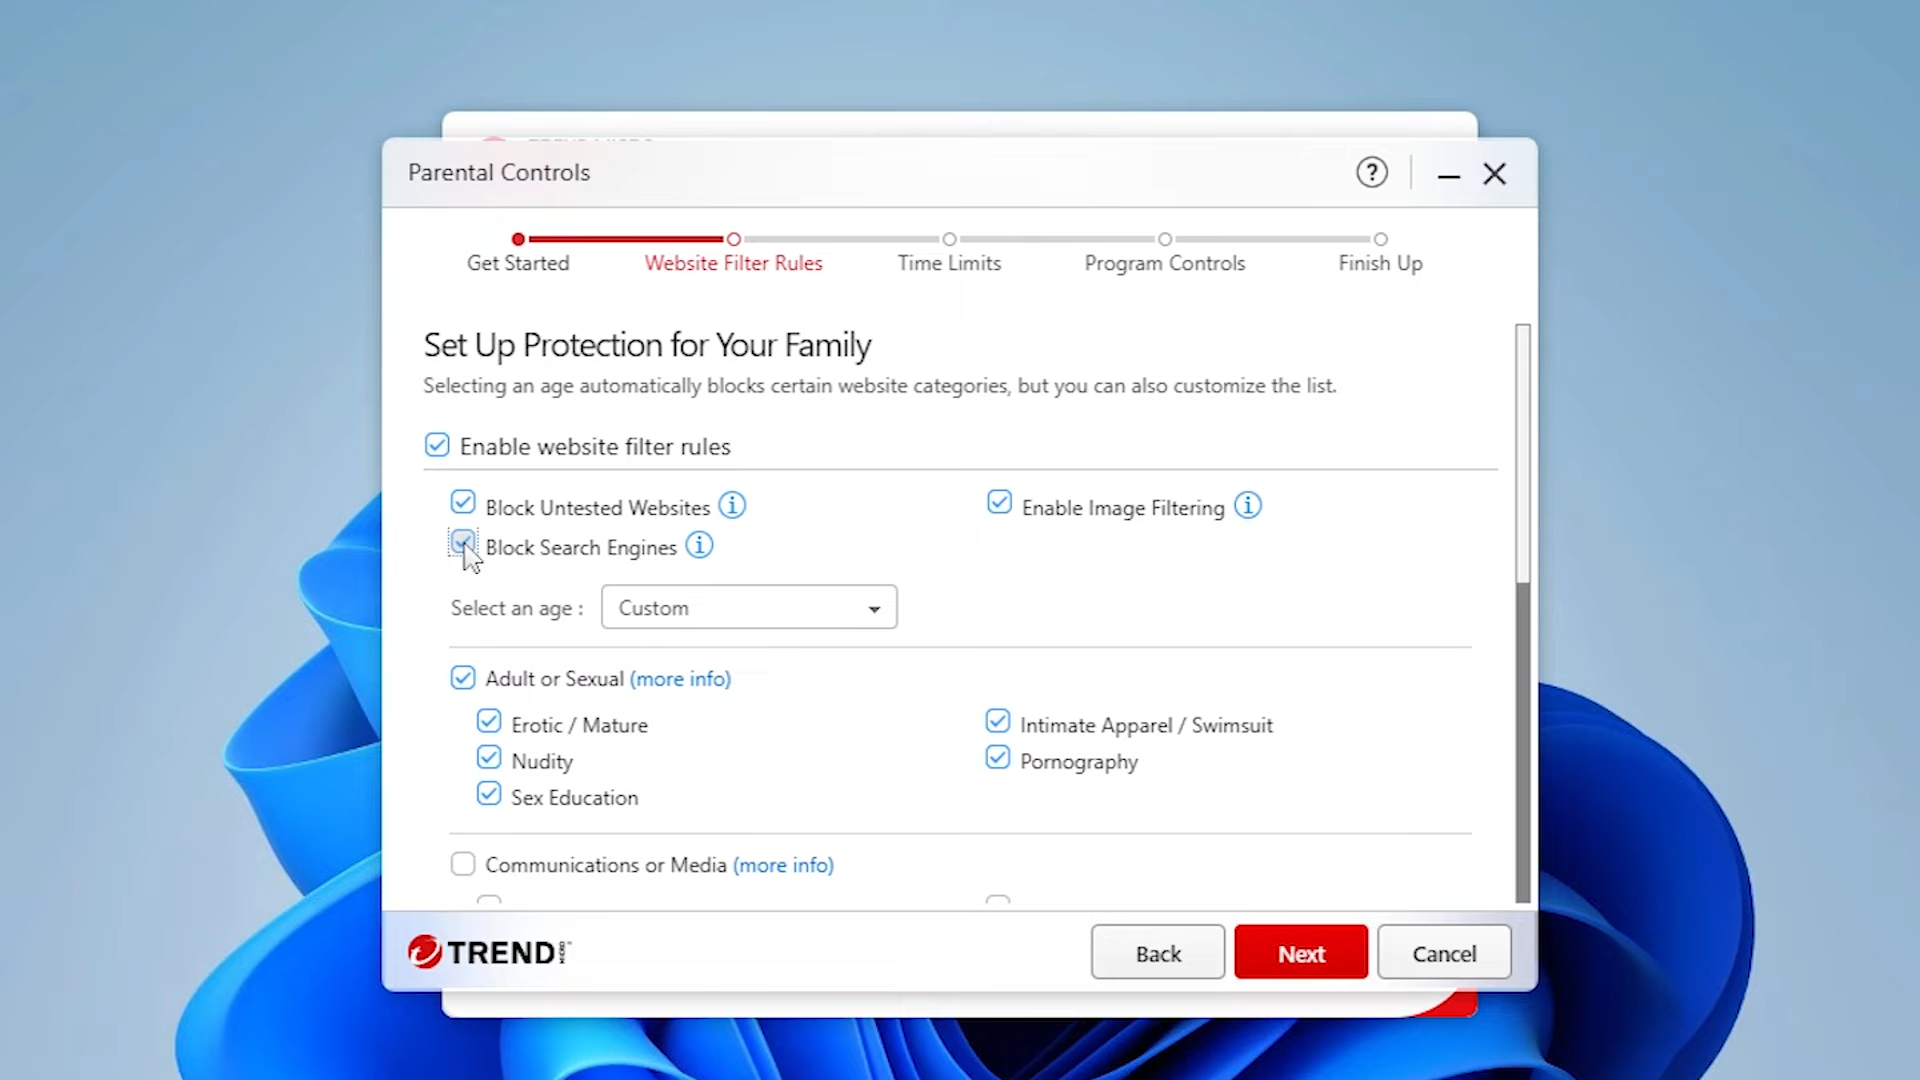 Parental Controls
Get Started
Website Filter Rules
Time Limits
Program Controls
Finish Up
Set Up Protection for Your Family
Selecting an age automatically blocks certain website categories, but you can also customize the list.
Enable website filter rules
Block Untested Websites
Enable Image Filtering
Block Search Engines
Select an age :
Custom
Adult or Sexual (more info)
Erotic / Mature
Intimate Apparel / Swimsuit
Nudity
Pornography
Sex Education
Communications or Media (more info)
TREND
Back
Next
Cancel